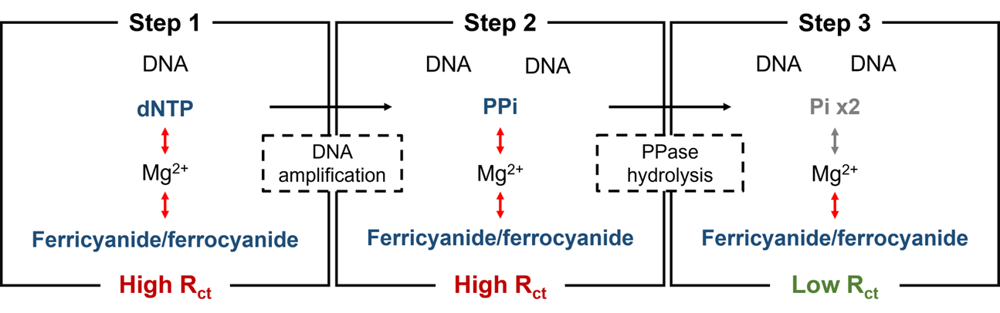 Step 1
DNA
dNTP
Mg²⁺
Ferricyanide/ferrocyanide
High Rct
DNA
amplification
Step 2
DNA DNA
PPi
Mg²⁺
Ferricyanide/ferrocyanide
High Rct
PPase
hydrolysis
Step 3
DNA DNA
Pi x2
Mg²⁺
Ferricyanide/ferrocyanide
Low Rct